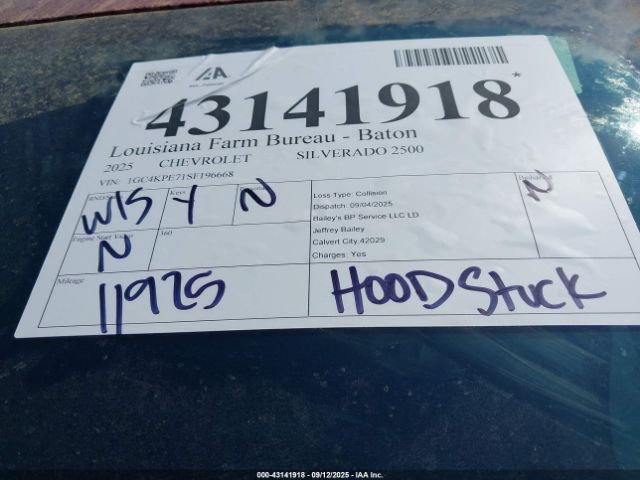 IAA
43141918*
Louisiana Farm Bureau - Baton
2025 CHEVROLET SILVERADO 2500
VIN: 1GC4KPE71SF196668
Keys
W/S Y N N
Engine Start Video 360
N
Loss Type: Collision
Dispatch: 09/04/2025
Bailey's BP Service LLC LD
Jeffrey Bailey
Calvert City,42029
Charges: Yes
Mileage
11925
HOOD Stuck
000-43141918 - 09/12/2025 - IAA Inc.